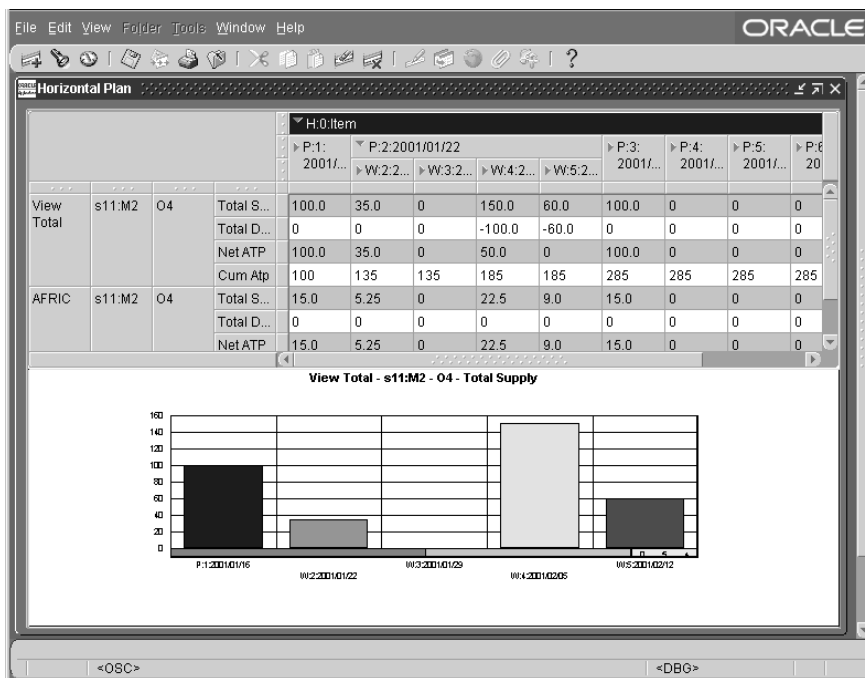 File Edit View Folder Tools Window Help
ORACLE
Horizontal Plan
H:0:Item
P:1: 2001/... P:2:2001/01/22 P:3: 2001/... P:4: 2001/... P:5: 2001/... P:6 20
W:2:2... W:3:2... W:4:2... W:5:2...
View Total s11:M2 O4 Total S... 100.0 35.0 0 150.0 60.0 100.0 0 0 0
Total D... 0 0 0 -100.0 -60.0 0 0 0 0
Net ATP 100.0 35.0 0 50.0 0 100.0 0 0 0
Cum Atp 100 135 135 185 185 285 285 285 285
AFRIC s11:M2 O4 Total S... 15.0 5.25 0 22.5 9.0 15.0 0 0 0
Total D... 0 0 0 0 0 0 0 0 0
Net ATP 15.0 5.25 0 22.5 9.0 15.0 0 0 0
View Total - s11:M2 - O4 - Total Supply
160
140
120
100
80
60
40
20
0
P:1:2001/01/16 W:2:2001/01/22 W:3:2001/01/29 W:4:2001/02/05 W:5:2001/02/12
<OSC> <DBG>